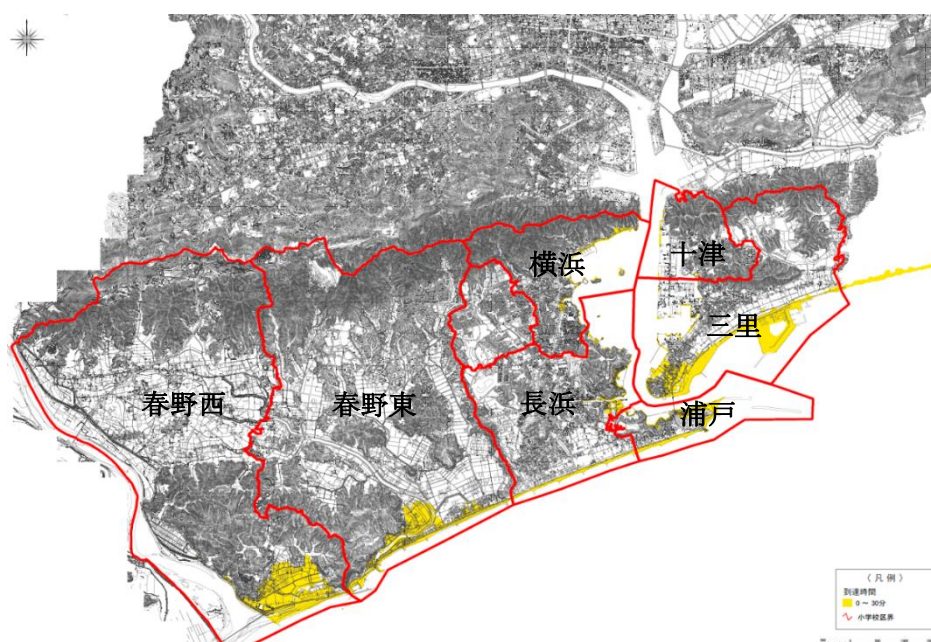 横浜
十津
三里
春野西
春野東
長浜
浦戸
〈凡例〉
到達時間
0～30分
小学校区界